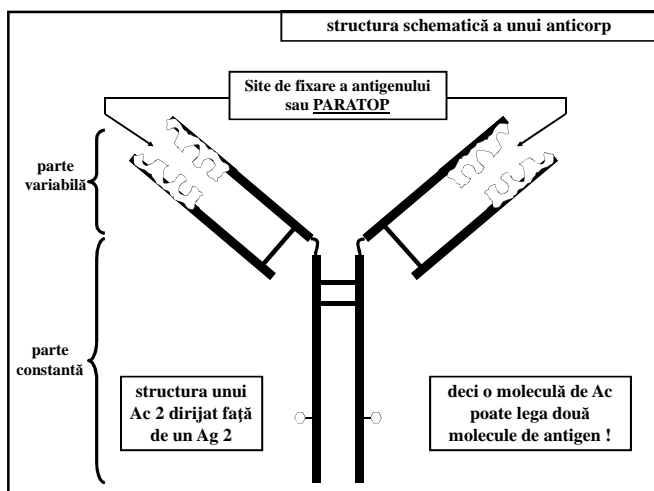 structura schematică a unui anticorp
Site de fixare a antigenului
sau PARATOP
parte
variabilă
parte
constantă
structura unui
Ac 2 dirijat faţă
de un Ag 2
deci o moleculă de Ac
poate lega două
molecule de antigen !